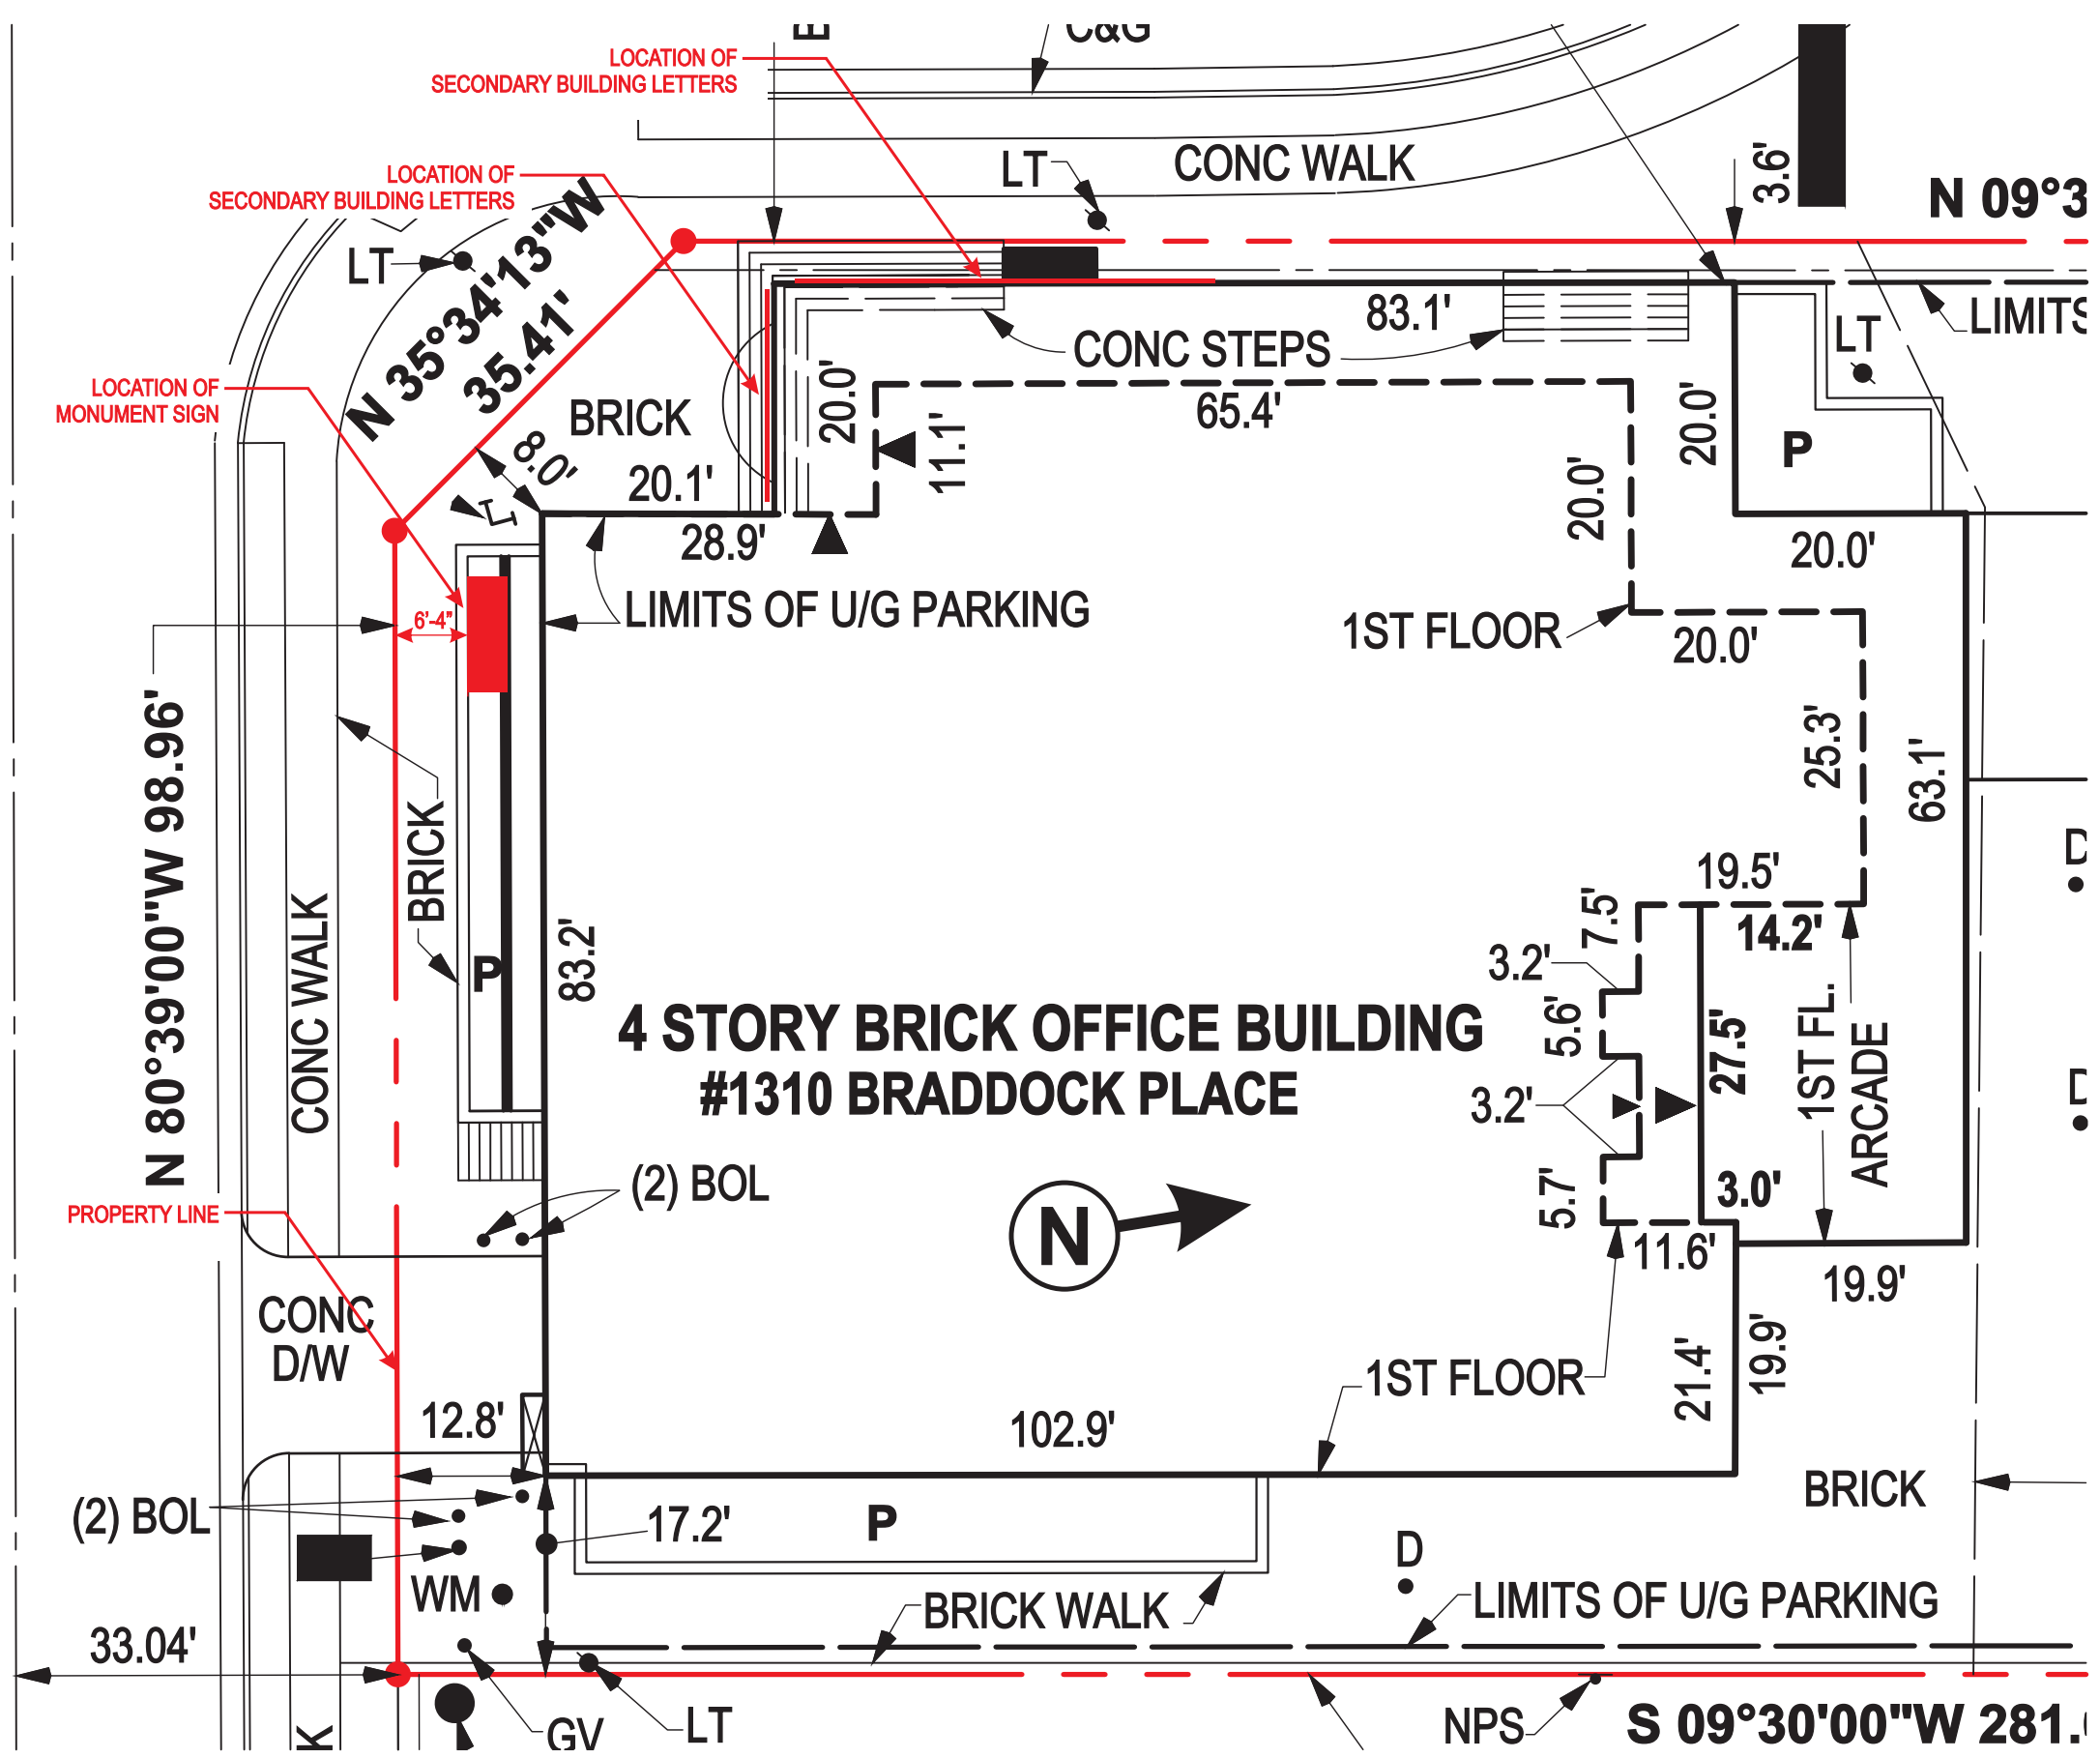 C&G
LOCATION OF
SECONDARY BUILDING LETTERS
LT
CONC WALK
3.6'
LOCATION OF
SECONDARY BUILDING LETTERS
N 09°3
N 35°34'13"W
35.41'
LT
LIMITS
83.1'
LT
CONC STEPS
LOCATION OF
MONUMENT SIGN
BRICK
20.0'
65.4'
11.1'
20.0'
P
8.0'
20.1'
20.0'
28.9'
20.0'
6'-4"
LIMITS OF U/G PARKING
1ST FLOOR
20.0'
N 80°39'00"W 98.96'
25.3'
63.1'
BRICK
D
19.5'
7.5'
14.2'
CONC WALK
P
83.2'
3.2'
4 STORY BRICK OFFICE BUILDING
#1310 BRADDOCK PLACE
5.6'
27.5'
1ST FL.
ARCADE
3.2'
N
(2) BOL
5.7'
3.0'
PROPERTY LINE
11.6'
19.9'
CONC
D/W
1ST FLOOR
21.4'
19.9'
12.8'
102.9'
BRICK
(2) BOL
17.2'
P
D
WM
BRICK WALK
LIMITS OF U/G PARKING
33.04'
GV
LT
NPS
S 09°30'00"W 281.
K